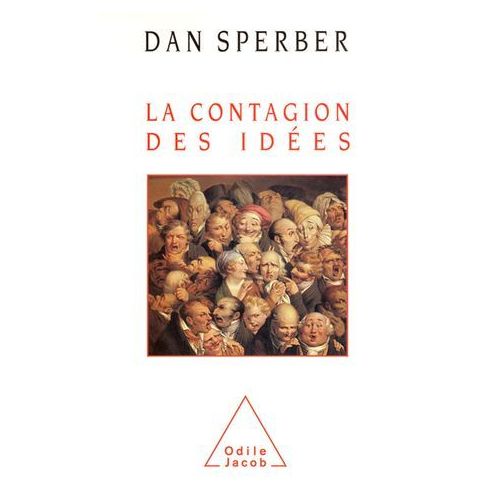 DAN SPERBER
LA CONTAGION
DES IDÉES
Odile
Jacob